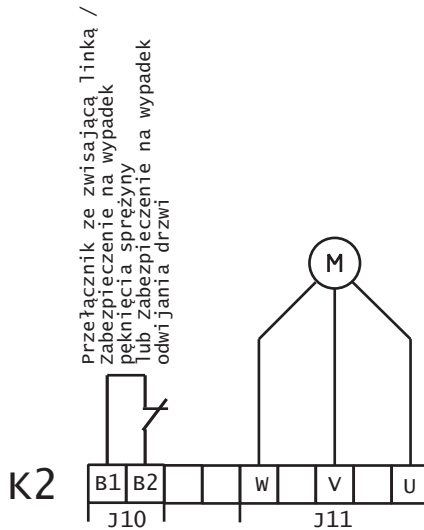 Przełącznik ze zwisającą linką /
Zabezpieczenie na wypadek
pęknięcia sprężyny
lub Zabezpieczenie na wypadek
odwijania drzwi
M
K2
B1 B2 W V U
J10 J11